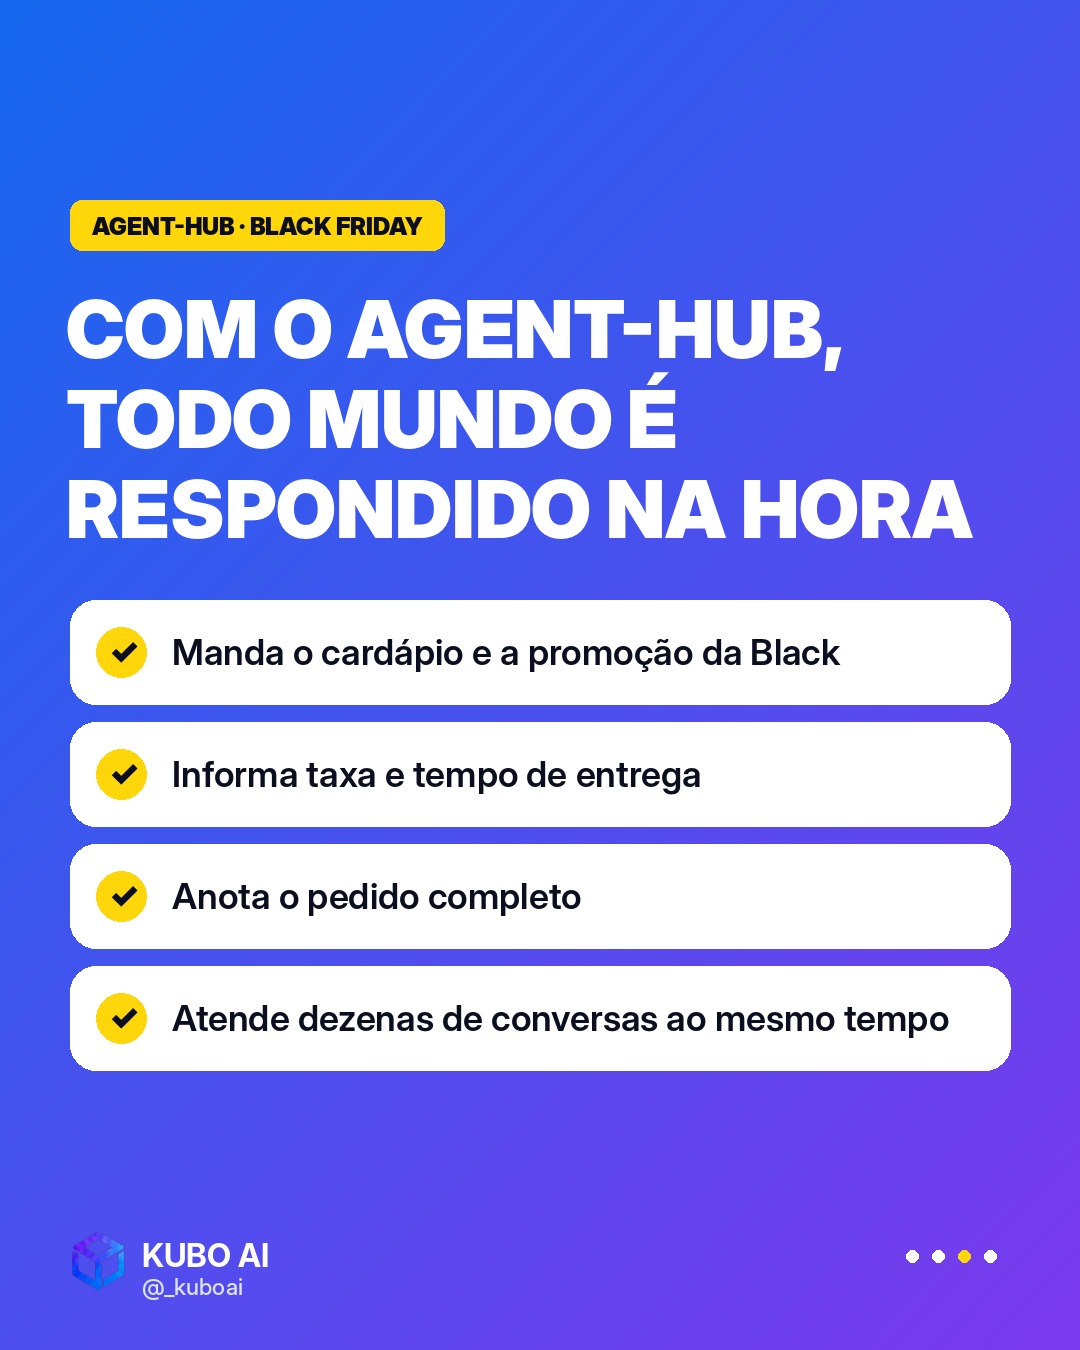 AGENT-HUB · BLACK FRIDAY
COM O AGENT-HUB,
TODO MUNDO É
RESPONDIDO NA HORA
Manda o cardápio e a promoção da Black
Informa taxa e tempo de entrega
Anota o pedido completo
Atende dezenas de conversas ao mesmo tempo
KUBO AI
@_kuboai